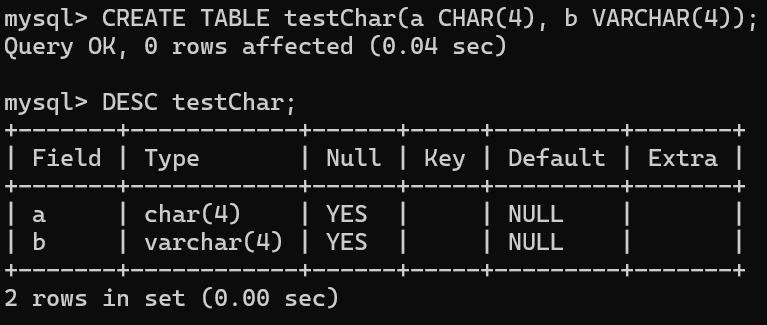 mysql> CREATE TABLE testChar(a CHAR(4), b VARCHAR(4));
Query OK, 0 rows affected (0.04 sec)

mysql> DESC testChar;
+-------+------------+------+-----+---------+-------+
| Field | Type       | Null | Key | Default | Extra |
+-------+------------+------+-----+---------+-------+
| a     | char(4)    | YES  |     | NULL    |       |
| b     | varchar(4) | YES  |     | NULL    |       |
+-------+------------+------+-----+---------+-------+
2 rows in set (0.00 sec)